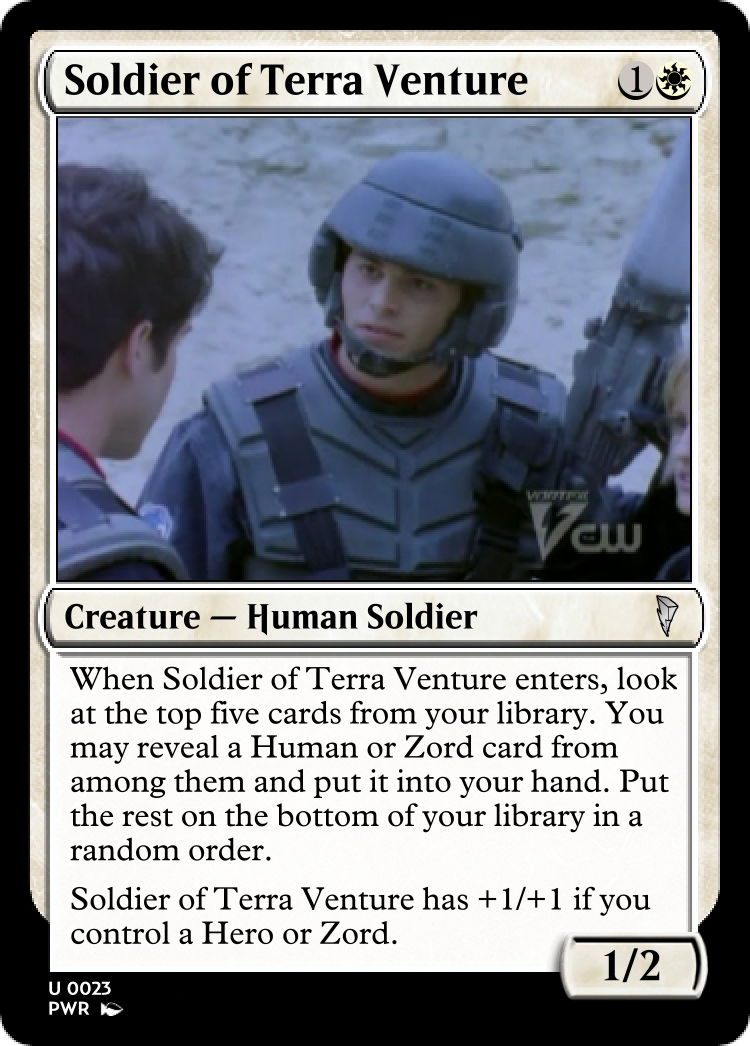 Soldier of Terra Venture 1
VORTEX
CW
Creature — Human Soldier
When Soldier of Terra Venture enters, look
at the top five cards from your library. You
may reveal a Human or Zord card from
among them and put it into your hand. Put
the rest on the bottom of your library in a
random order.
Soldier of Terra Venture has +1/+1 if you
control a Hero or Zord.
1/2
U 0023
PWR